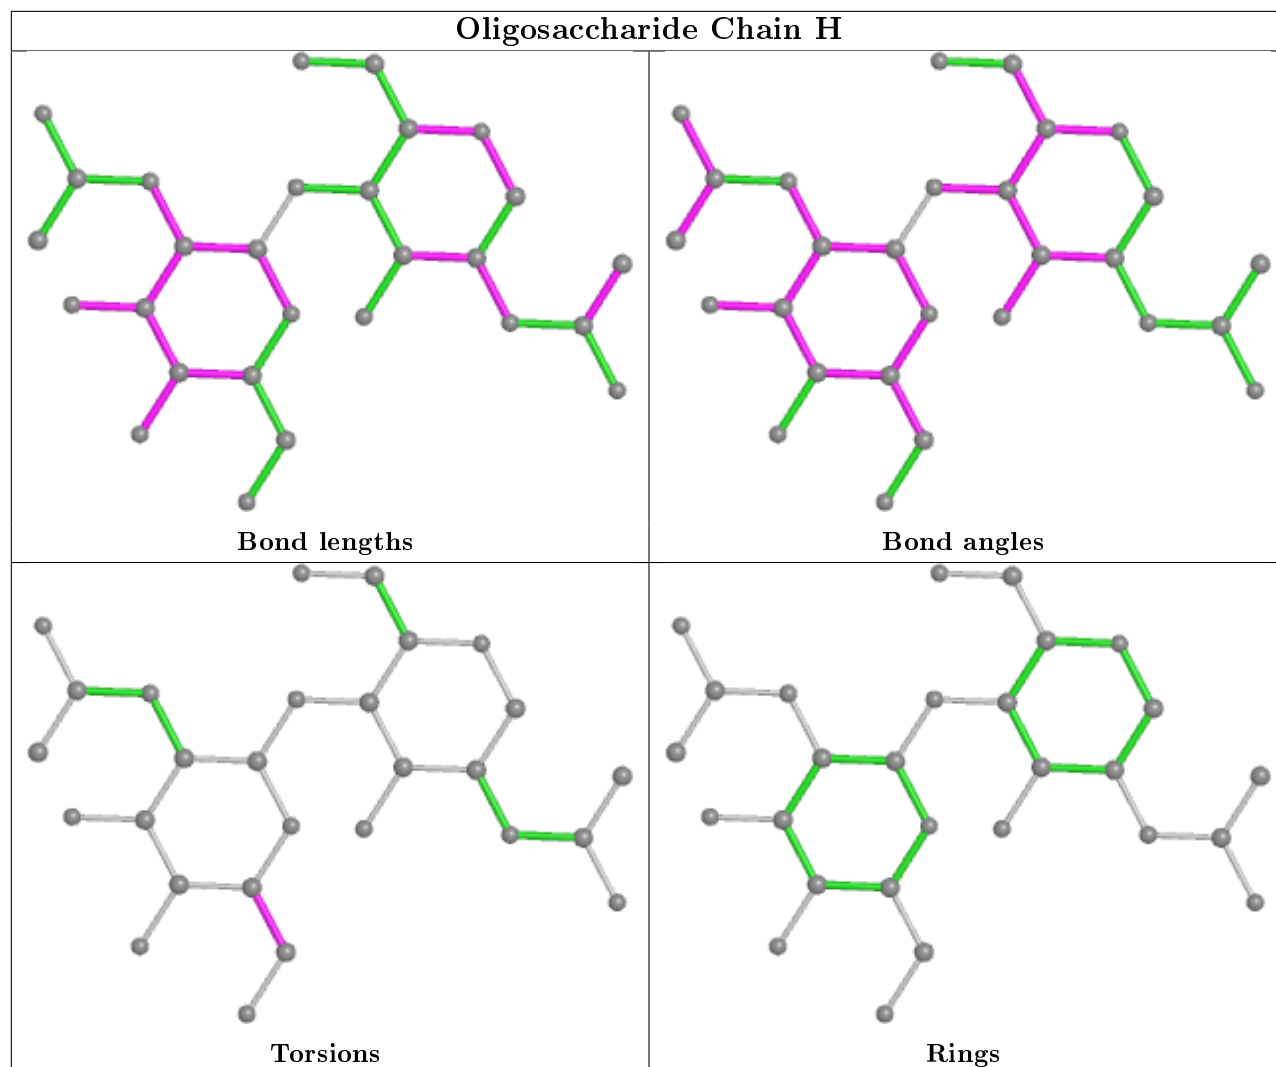 Oligosaccharide Chain H
Bond lengths
Bond angles
Torsions
Rings